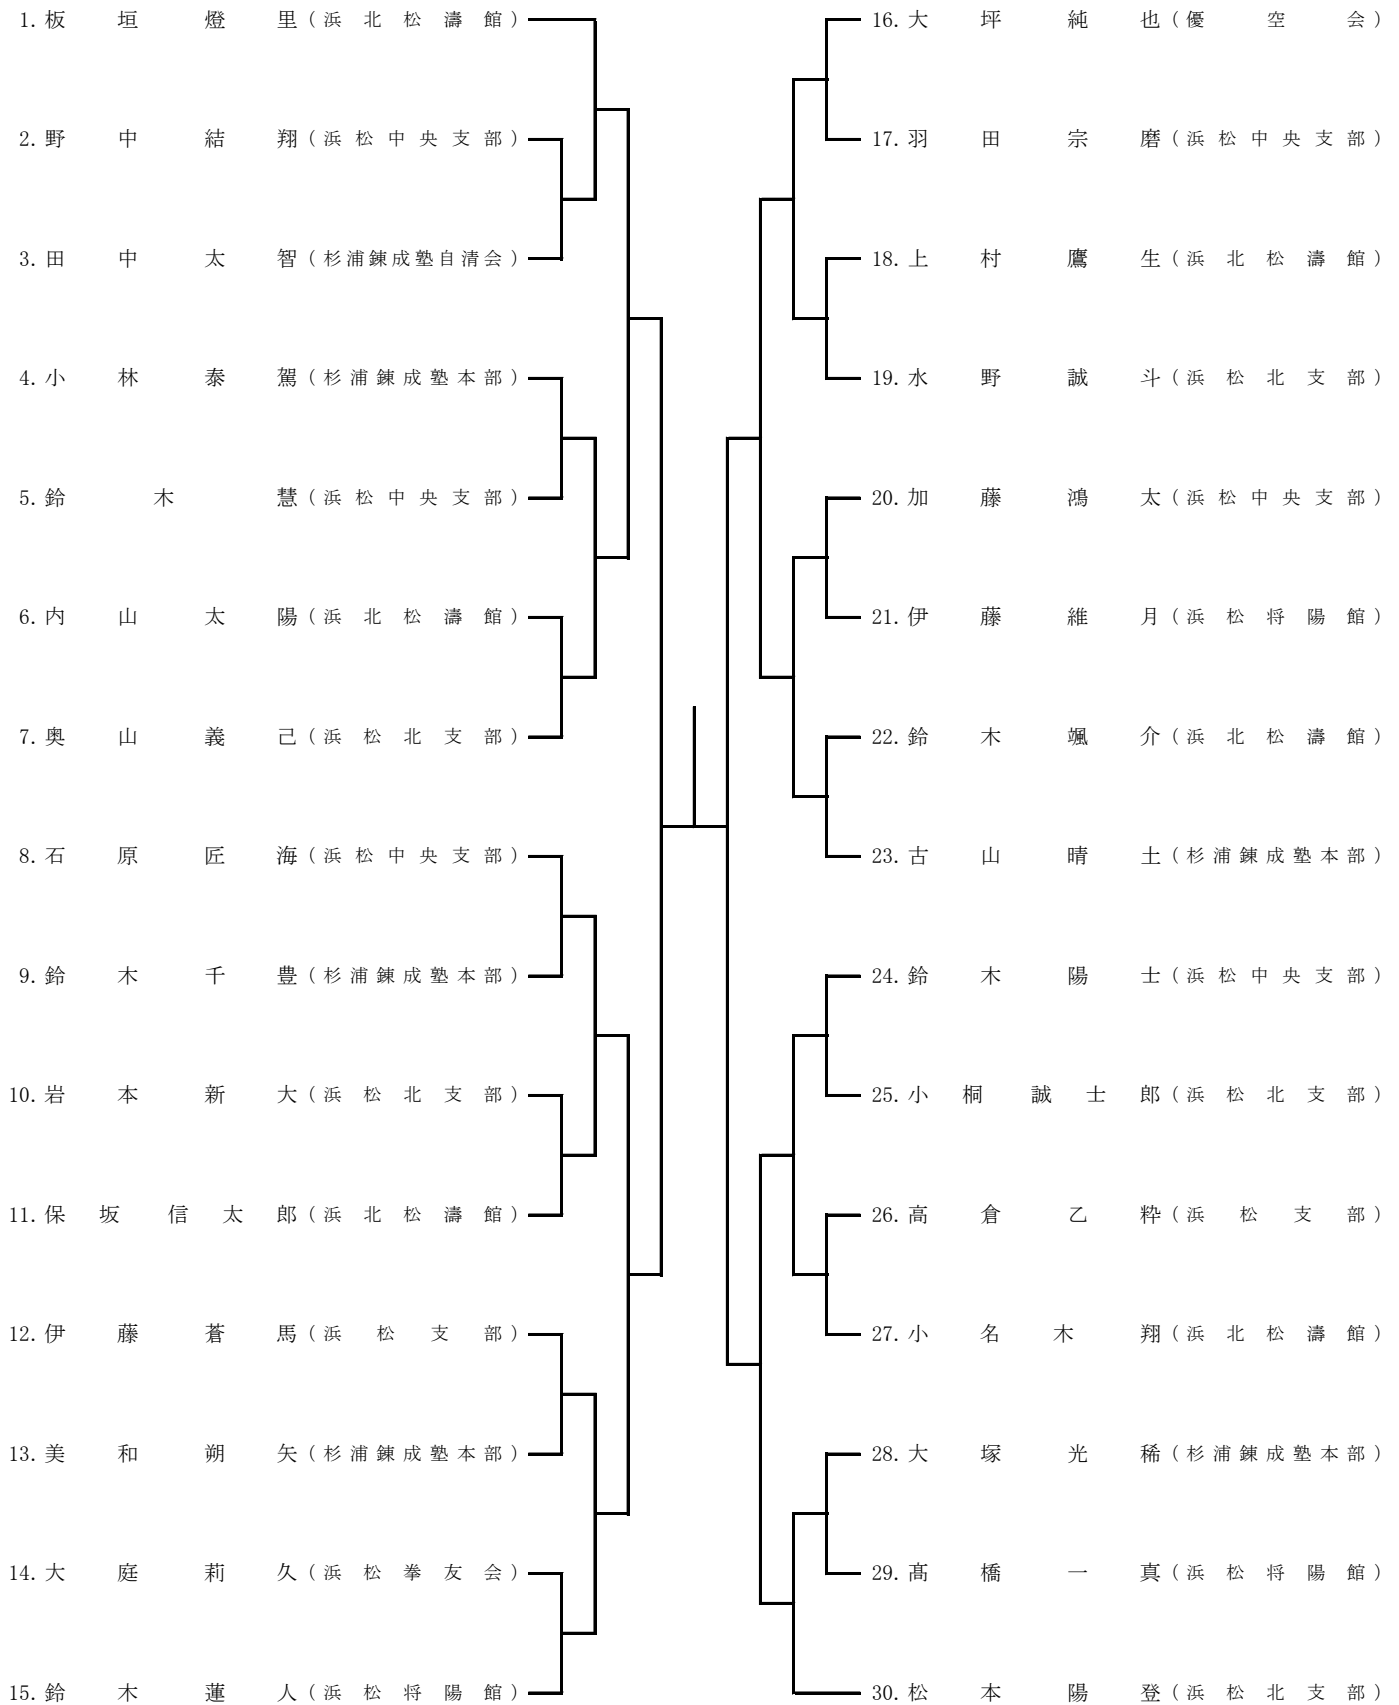 1. 板垣燈里（浜北松濤館）
2. 野中結翔（浜松中央支部）
3. 田中太智（杉浦錬成塾自清会）
4. 小林泰駕（杉浦錬成塾本部）
5. 鈴木慧（浜松中央支部）
6. 内山太陽（浜北松濤館）
7. 奥山義己（浜松北支部）
8. 石原匠海（浜松中央支部）
9. 鈴木千豊（杉浦錬成塾本部）
10. 岩本新大（浜松北支部）
11. 保坂信太郎（浜北松濤館）
12. 伊藤蒼馬（浜松支部）
13. 美和朔矢（杉浦錬成塾本部）
14. 大庭莉久（浜松拳友会）
15. 鈴木蓮人（浜松将陽館）
16. 大坪純也（優空会）
17. 羽田宗磨（浜松中央支部）
18. 上村鷹生（浜北松濤館）
19. 水野誠斗（浜松北支部）
20. 加藤鴻太（浜松中央支部）
21. 伊藤維月（浜松将陽館）
22. 鈴木颯介（浜北松濤館）
23. 古山晴土（杉浦錬成塾本部）
24. 鈴木陽士（浜松中央支部）
25. 小桐誠士郎（浜松北支部）
26. 高倉乙粋（浜松支部）
27. 小名木翔（浜北松濤館）
28. 大塚光稀（杉浦錬成塾本部）
29. 髙橋一真（浜松将陽館）
30. 松本陽登（浜松北支部）